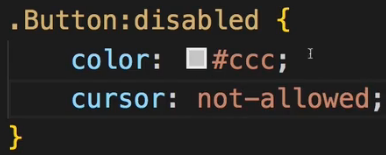 .Button:disabled {
color: #ccc;
cursor: not-allowed;
}